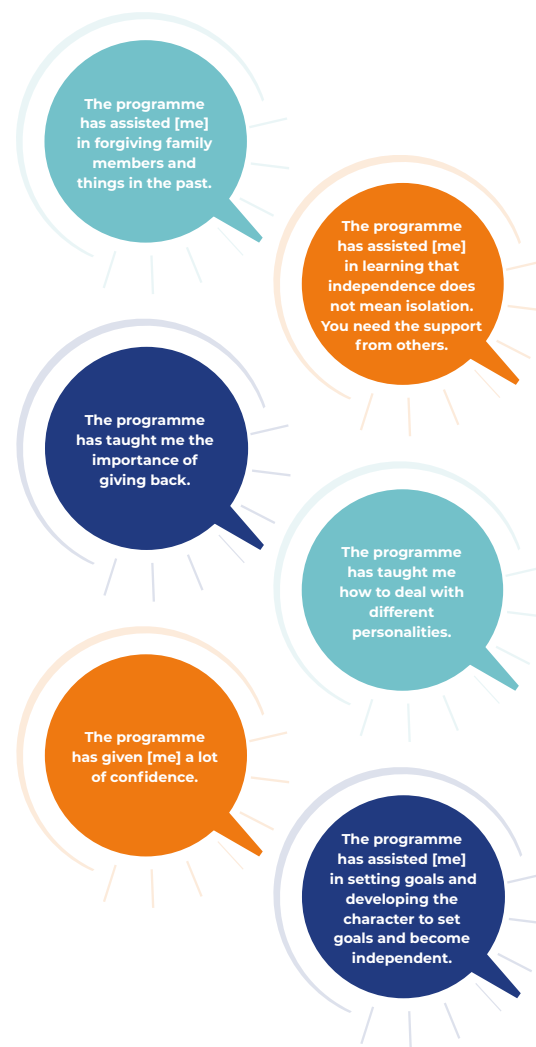 The programme
has assisted [me]
in forgiving family
members and
things in the past.
The programme
has assisted [me]
in learning that
independence does
not mean isolation.
You need the support
from others.
The programme
has taught me the
importance of
giving back.
The programme
has taught me
how to deal with
different
personalities.
The programme
has given [me] a lot
of confidence.
The programme
has assisted [me]
in setting goals and
developing the
character to set
goals and become
independent.